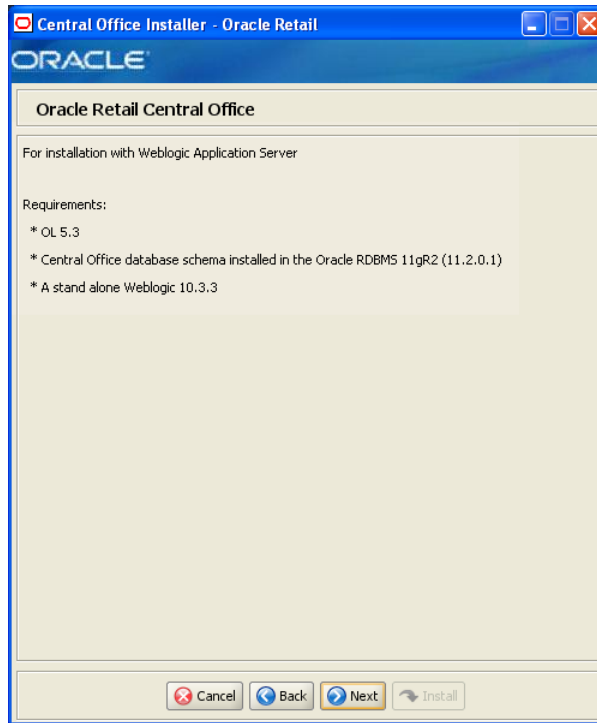 Central Office Installer - Oracle Retail
ORACLE
Oracle Retail Central Office
For installation with Weblogic Application Server
Requirements:
* OL 5.3
* Central Office database schema installed in the Oracle RDBMS 11gR2 (11.2.0.1)
* A stand alone Weblogic 10.3.3
Cancel Back Next Install